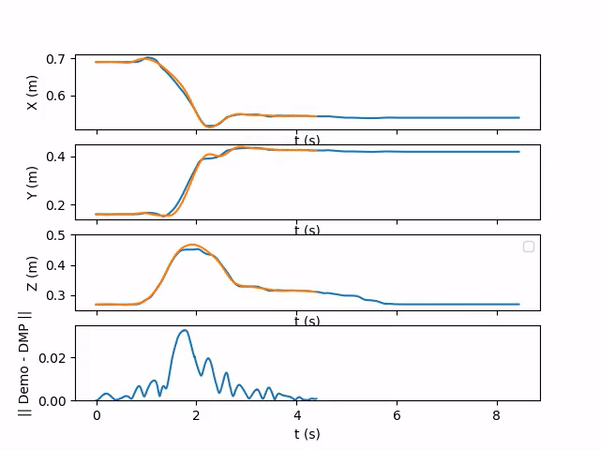 0.7
0.6
X (m)
t (s)
0.4
0.2
Y (m)
t (s)
0.5
0.4
0.3
Z (m)
t (s)
0.02
0.00
|| Demo - DMP ||
0 2 4 6 8
t (s)